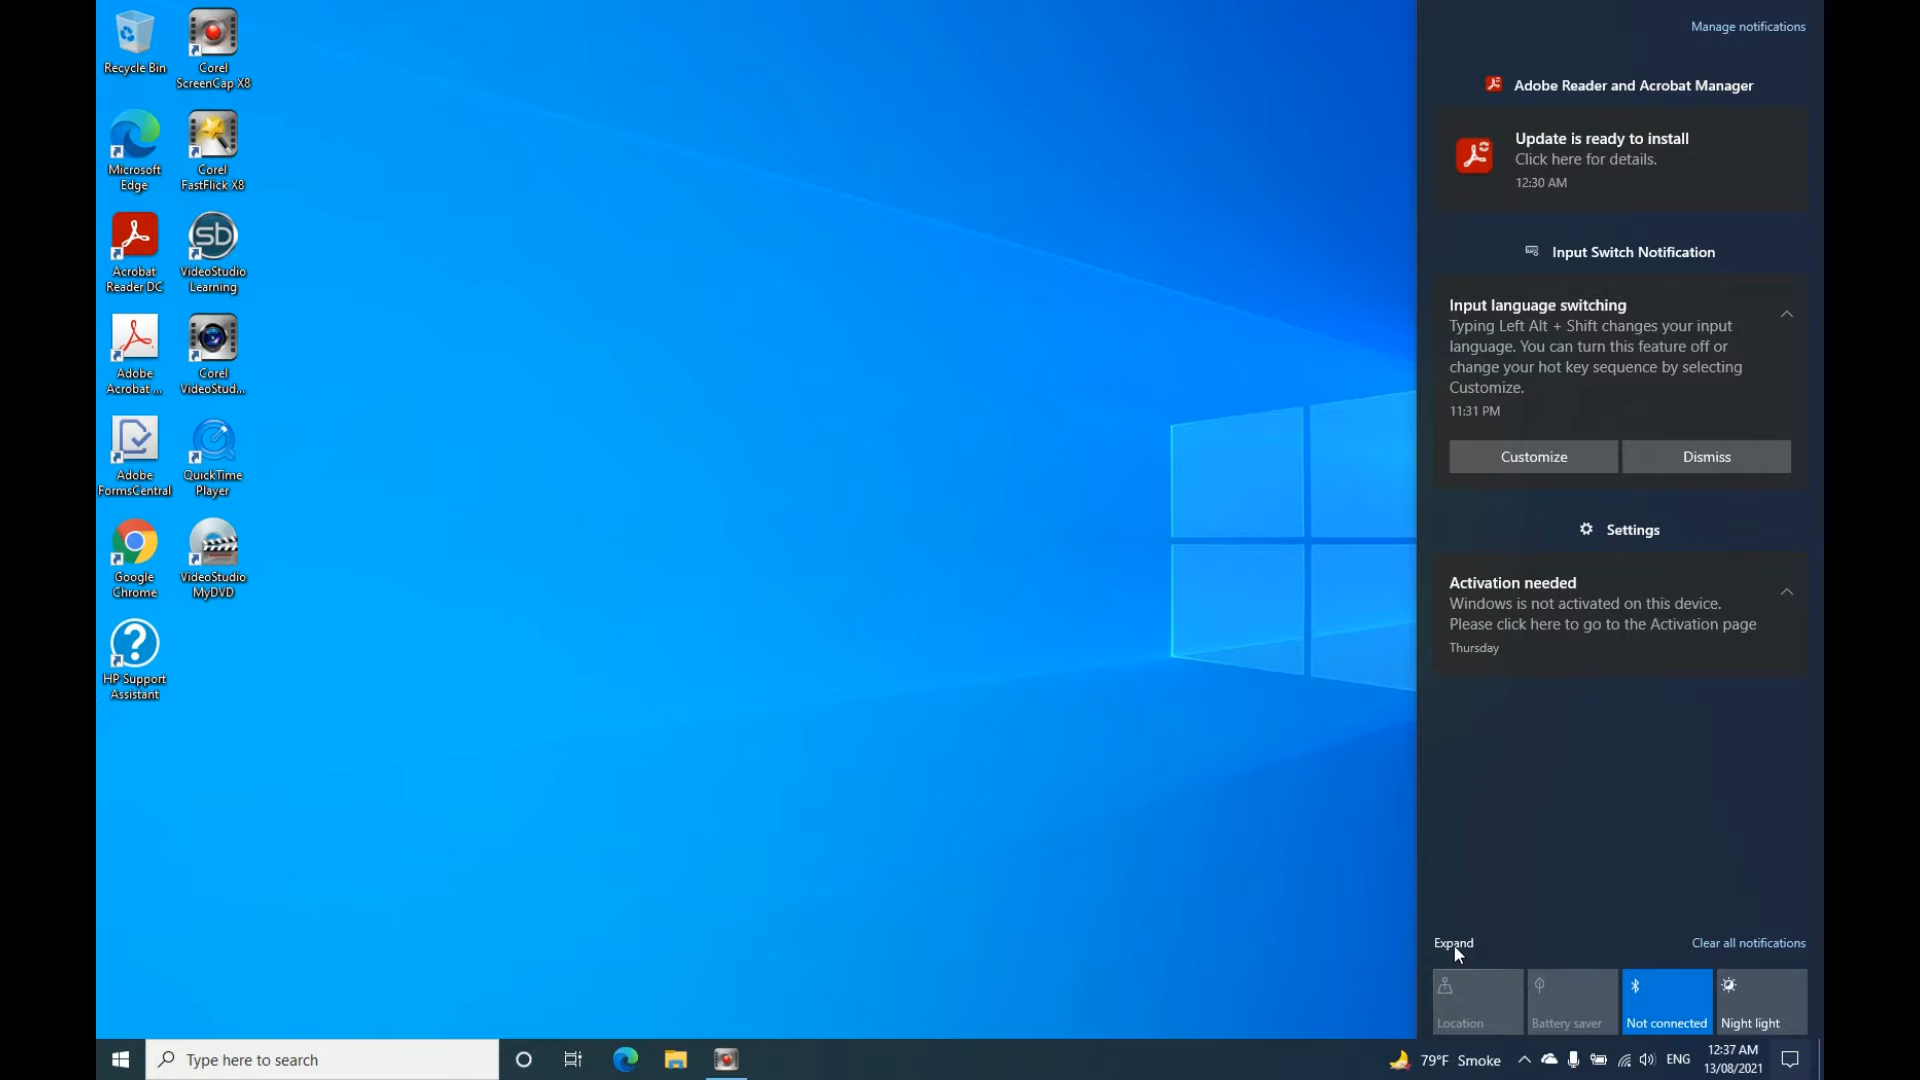 Recycle Bin
Corel
ScreenCap X8
Microsoft
Edge
Corel
FastFlick X8
Acrobat
Reader DC
VideoStudio
Learning
Adobe
Acrobat ...
Corel
VideoStud...
Adobe
FormsCentral
QuickTime
Player
Google
Chrome
VideoStudio
MyDVD
HP Support
Assistant
Manage notifications
Adobe Reader and Acrobat Manager
Update is ready to install
Click here for details.
12:30 AM
Input Switch Notification
Input language switching
Typing Left Alt + Shift changes your input
language. You can turn this feature off or
change your hot key sequence by selecting
Customize.
11:31 PM
Customize
Dismiss
Settings
Activation needed
Windows is not activated on this device.
Please click here to go to the Activation page
Thursday
Expand
Clear all notifications
Location
Battery saver
Not connected
Night light
Type here to search
79°F Smoke
ENG
12:37 AM
13/08/2021